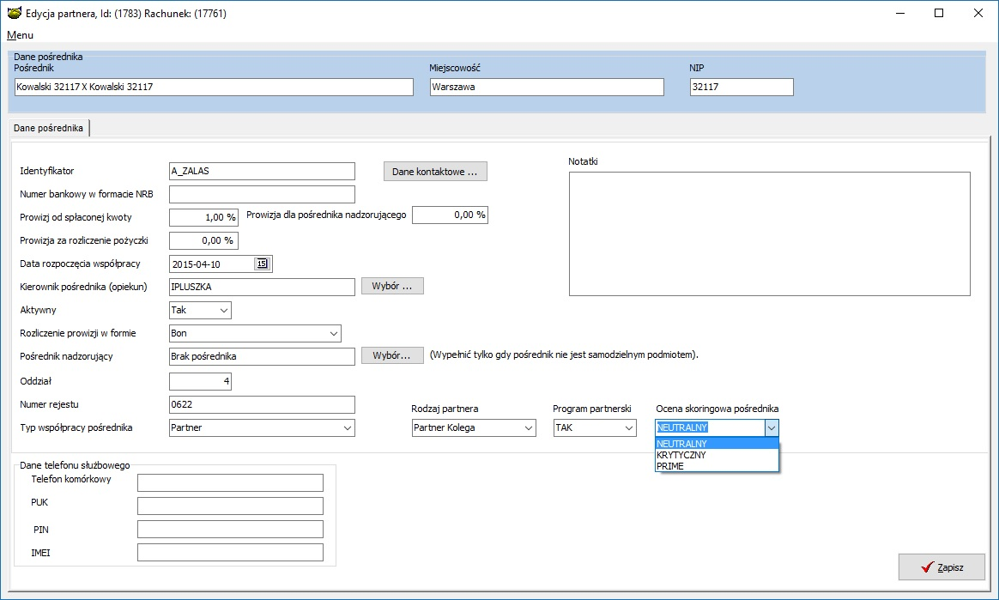 Edycja partnera, Id: (1783) Rachunek: (17761)
Menu
Dane pośrednika
Pośrednik Miejscowość NIP
Kowalski 32117 X Kowalski 32117 Warszawa 32117
Dane pośrednika
Notatki
Identyfikator A_ZALAS Dane kontaktowe ...
Numer bankowy w formacie NRB
Prowizj od spłaconej kwoty 1,00 % Prowizja dla pośrednika nadzorującego 0,00 %
Prowizja za rozliczenie pożyczki 0,00 %
Data rozpoczęcia współpracy 2015-04-10 15
Kierownik pośrednika (opiekun) IPLUSZKA Wybór ...
Aktywny Tak
Rozliczenie prowizji w formie Bon
Pośrednik nadzorujący Brak pośrednika Wybór... (Wypełnić tylko gdy pośrednik nie jest samodzielnym podmiotem).
Oddział 4
Numer rejestu 0622
Rodzaj partnera Program partnerski Ocena skoringowa pośrednika
Typ współpracy pośrednika Partner Partner Kolega TAK NEUTRALNY
NEUTRALNY
KRYTYCZNY
PRIME
Dane telefonu służbowego
Telefon komórkowy
PUK
PIN
IMEI
Zapisz